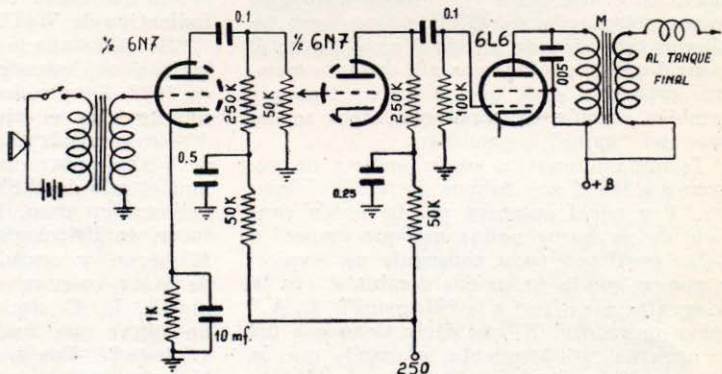 0.1
½ 6N7
250K
50K
0.5
50K
1K
10 mf.
½ 6N7
0.1
250K
100K
0.25
50K
250
6L6
.005
M
AL TANQUE
FINAL
+B